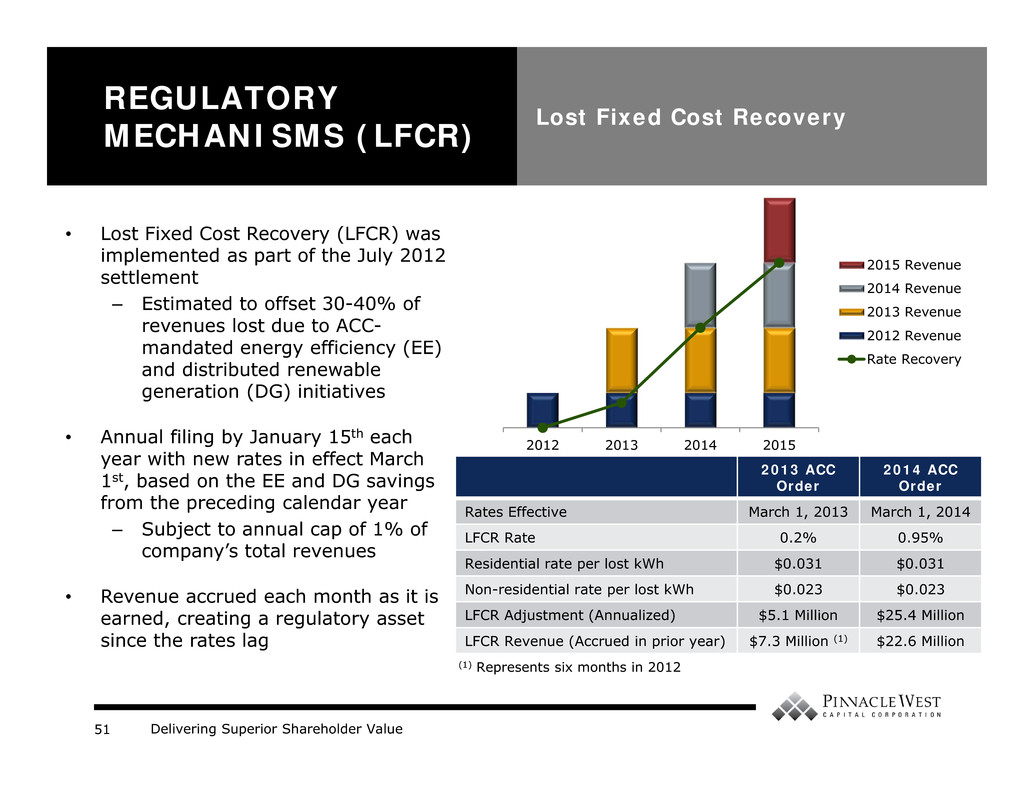 REGULATORY
MECHANISMS (LFCR)
Lost Fixed Cost Recovery
• Lost Fixed Cost Recovery (LFCR) was
implemented as part of the July 2012
settlement
– Estimated to offset 30-40% of
revenues lost due to ACC-
mandated energy efficiency (EE)
and distributed renewable
generation (DG) initiatives
• Annual filing by January 15th each
year with new rates in effect March
1st, based on the EE and DG savings
from the preceding calendar year
– Subject to annual cap of 1% of
company’s total revenues
• Revenue accrued each month as it is
earned, creating a regulatory asset
since the rates lag
2015 Revenue
2014 Revenue
2013 Revenue
2012 Revenue
Rate Recovery
2012 2013 2014 2015
2013 ACC Order 2014 ACC Order
Rates Effective March 1, 2013 March 1, 2014
LFCR Rate 0.2% 0.95%
Residential rate per lost kWh $0.031 $0.031
Non-residential rate per lost kWh $0.023 $0.023
LFCR Adjustment (Annualized) $5.1 Million $25.4 Million
LFCR Revenue (Accrued in prior year) $7.3 Million (1) $22.6 Million
(1) Represents six months in 2012
PINNACLE WEST
CAPITAL CORPORATION
51 Delivering Superior Shareholder Value